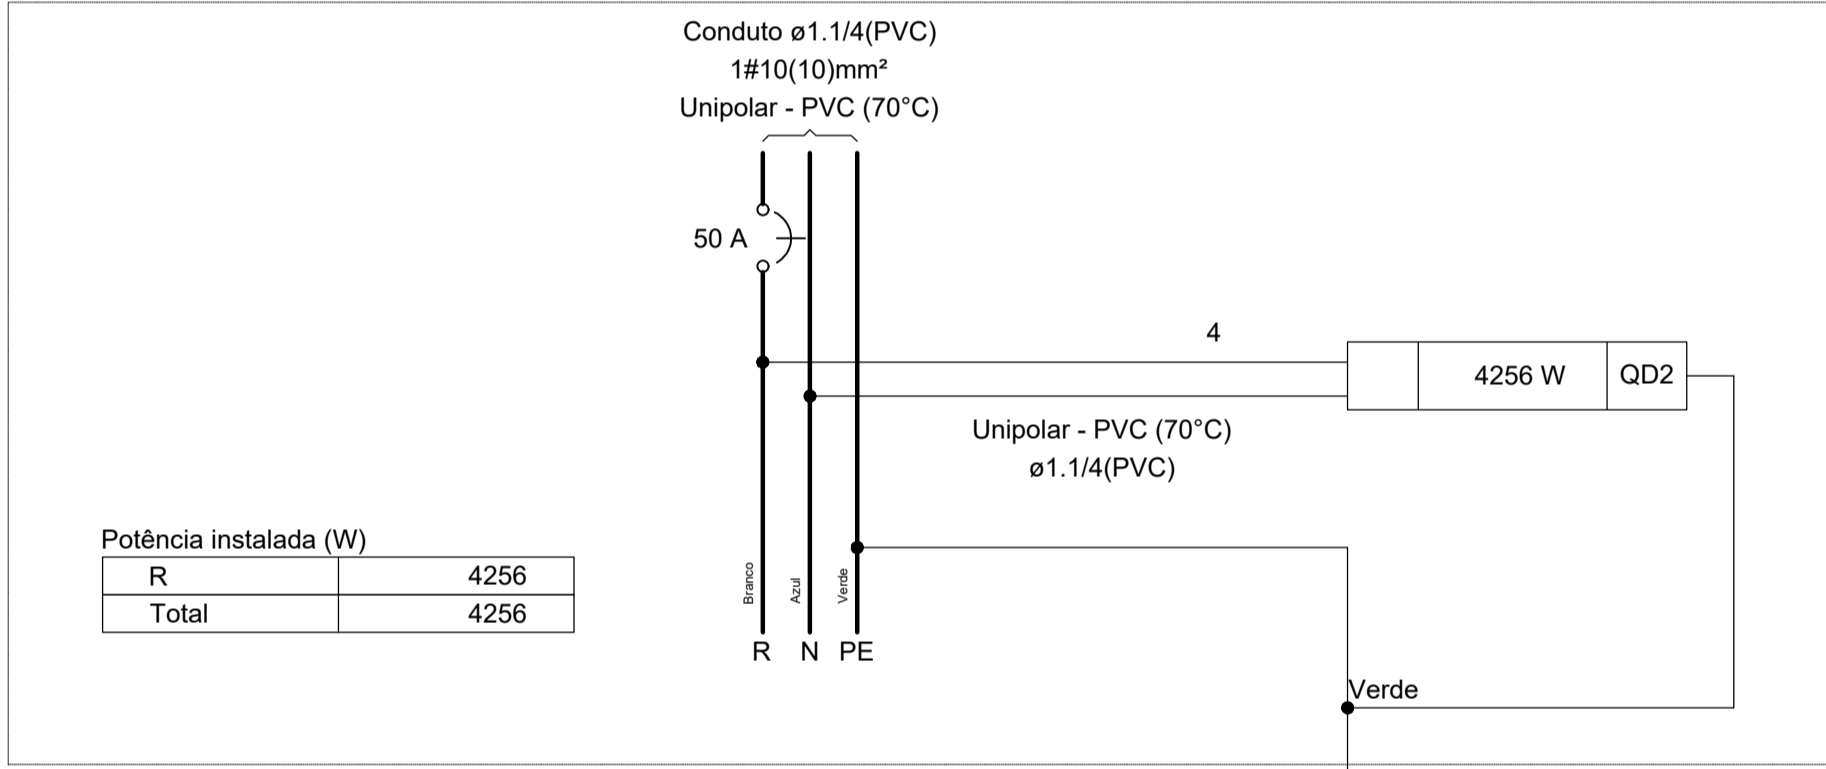 Conduto ø1.1/4(PVC)
1#10(10)mm²
Unipolar - PVC (70°C)
50 A
4
4256 W
QD2
Unipolar - PVC (70°C)
ø1.1/4(PVC)
Potência instalada (W)
R 4256
Total 4256
Branco
Azul
Verde
R N PE
Verde